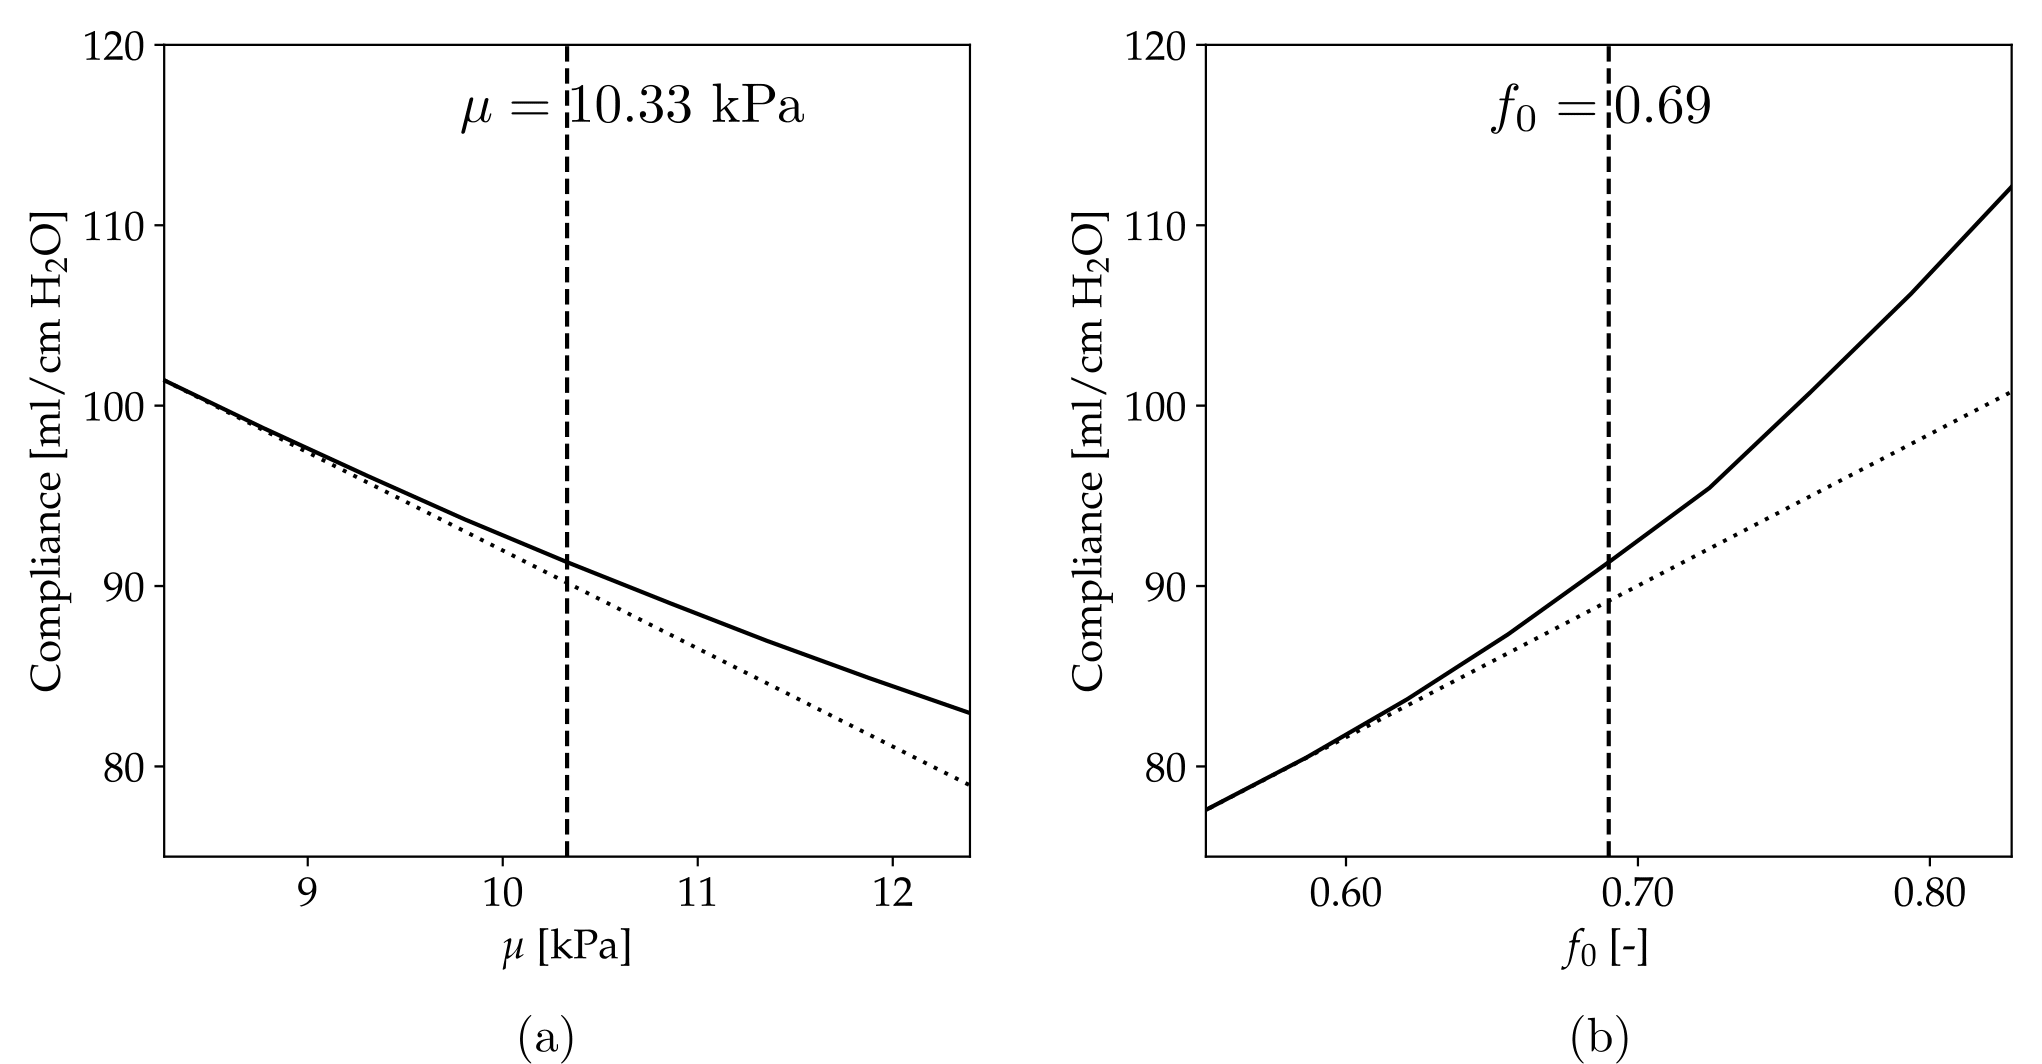 120
110
100
90
80
Compliance [ml/cm H₂O]
μ = 10.33 kPa
9 10 11 12
μ [kPa]
(a)
120
110
100
90
80
Compliance [ml/cm H₂O]
f₀ = 0.69
0.60 0.70 0.80
f₀ [-]
(b)